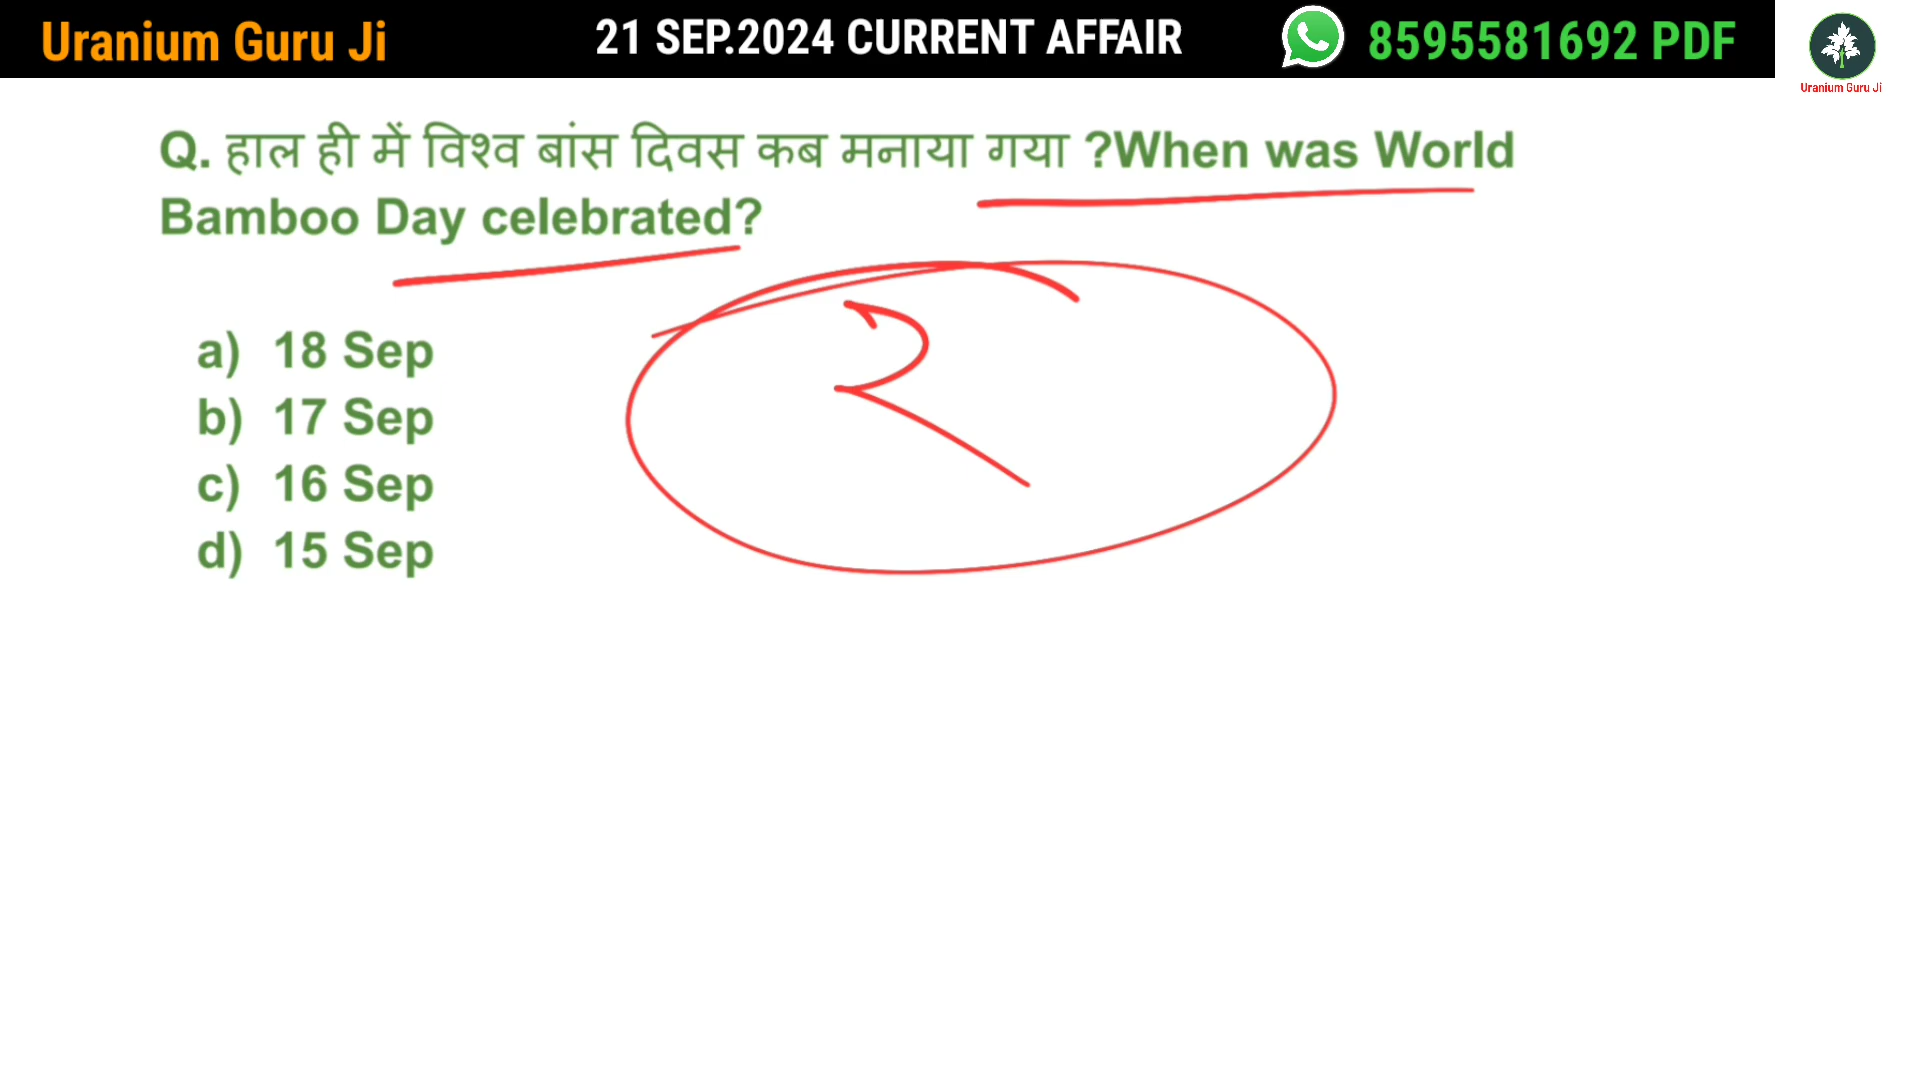 Uranium Guru Ji
21 SEP.2024 CURRENT AFFAIR
8595581692 PDF
Uranium Guru Ji
Q. हाल ही में विश्व बांस दिवस कब मनाया गया ?When was World
Bamboo Day celebrated?
a) 18 Sep
b) 17 Sep
c) 16 Sep
d) 15 Sep
२